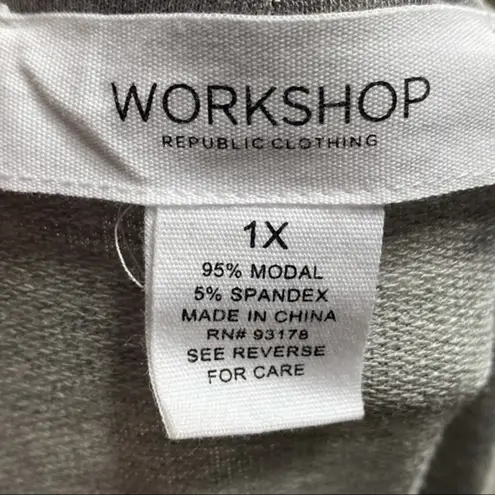 WORKSHOP
REPUBLIC CLOTHING
1X
95% MODAL
5% SPANDEX
MADE IN CHINA
RN# 93178
SEE REVERSE
FOR CARE